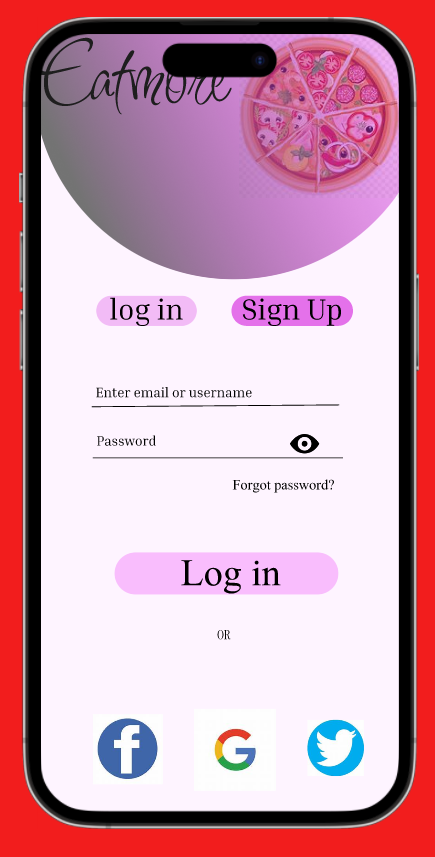 Eatmore
log in Sign Up
Enter email or username
Password
Forgot password?
Log in
OR